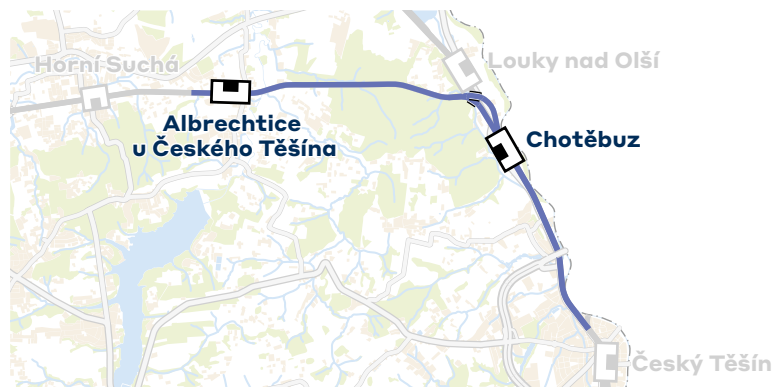 Horní Suchá
Louky nad Olší
Albrechtice
u Českého Těšína
Chotěbuz
Český Těšín